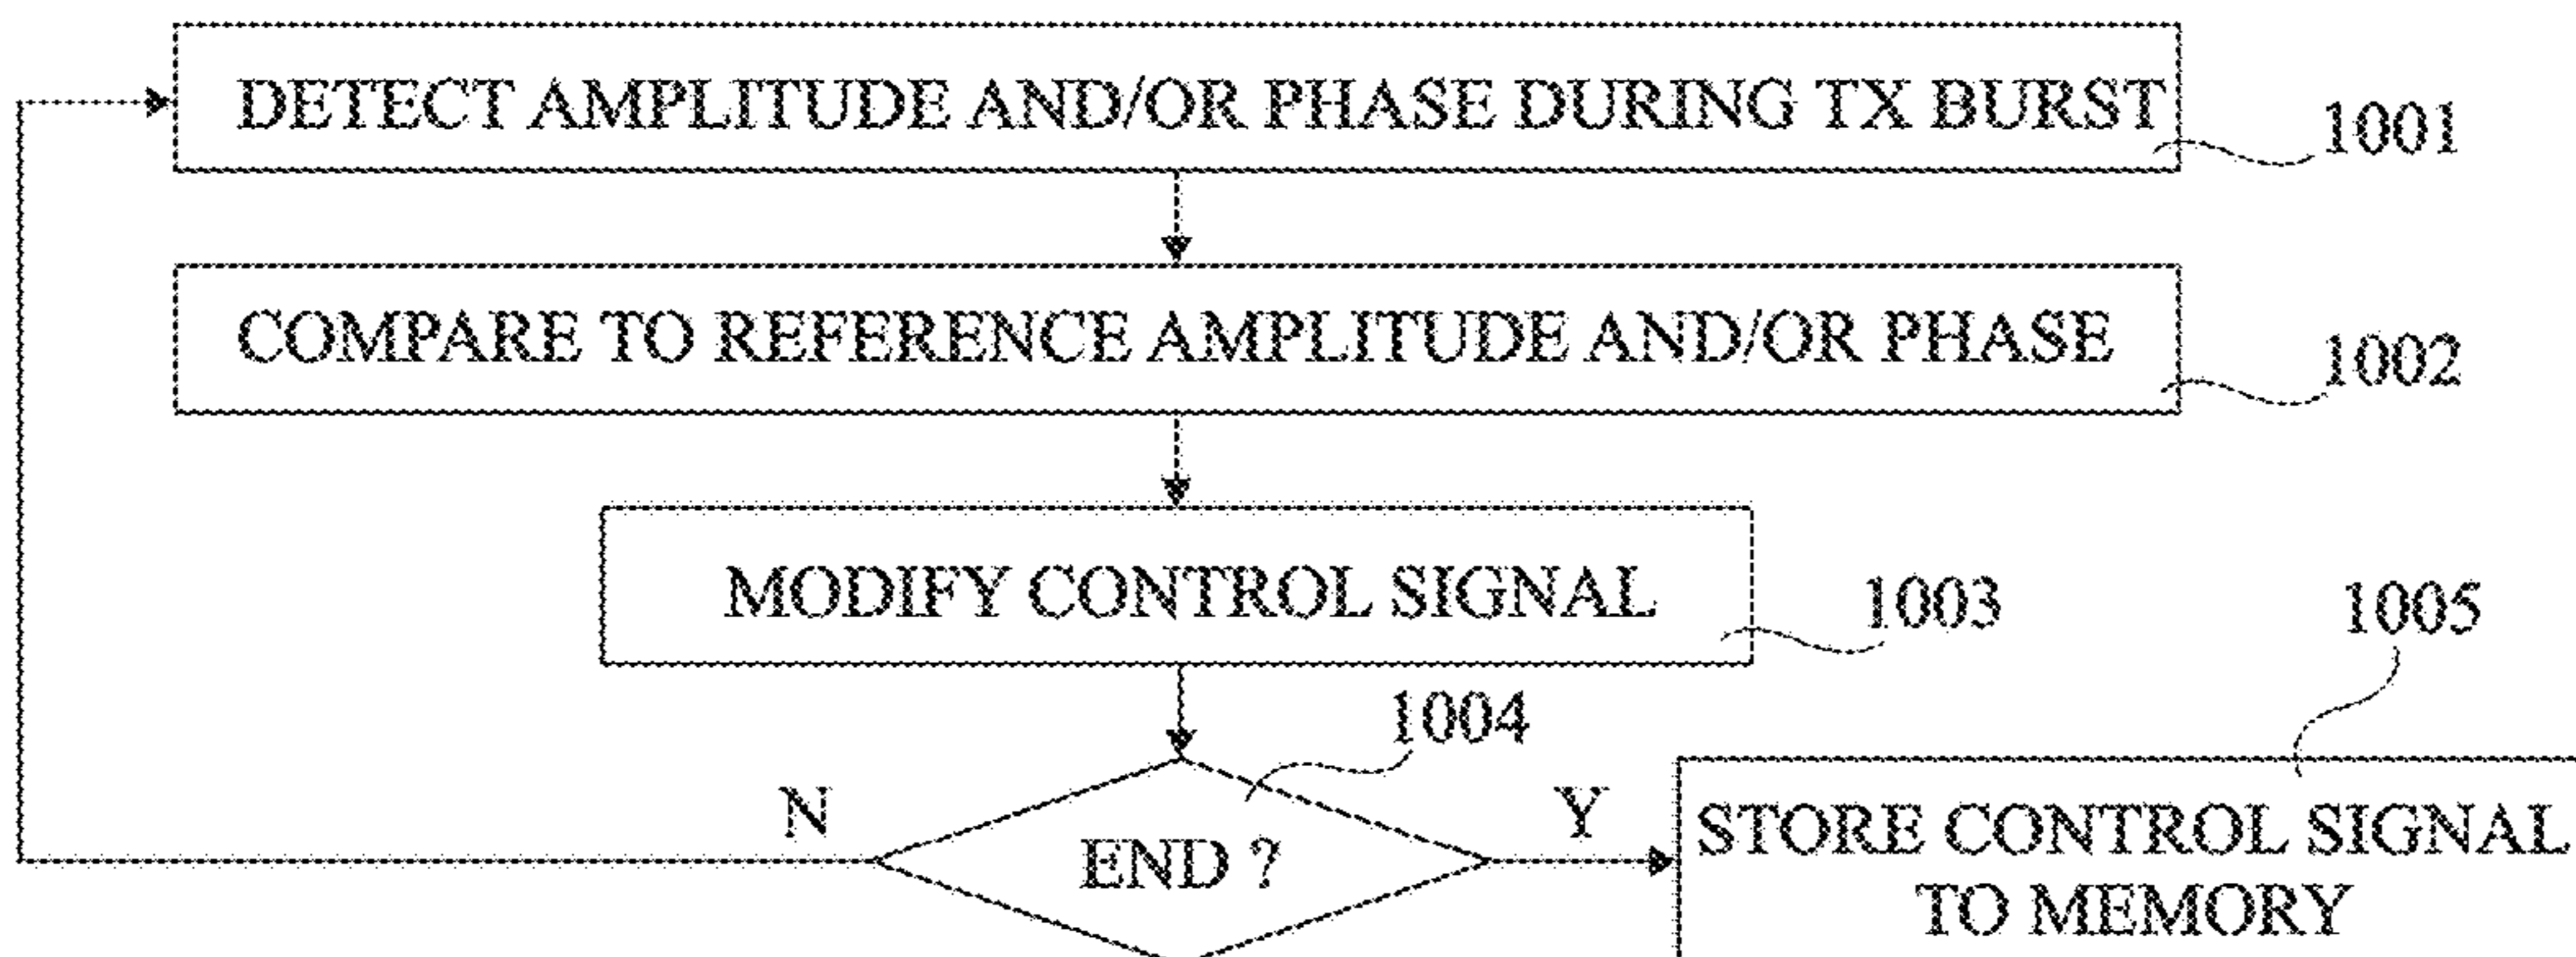 DETECT AMPLITUDE AND/OR PHASE DURING TX BURST
1001
COMPARE TO REFERENCE AMPLITUDE AND/OR PHASE
1002
MODIFY CONTROL SIGNAL
1003
1004
END ?
N
Y
1005
STORE CONTROL SIGNAL
TO MEMORY